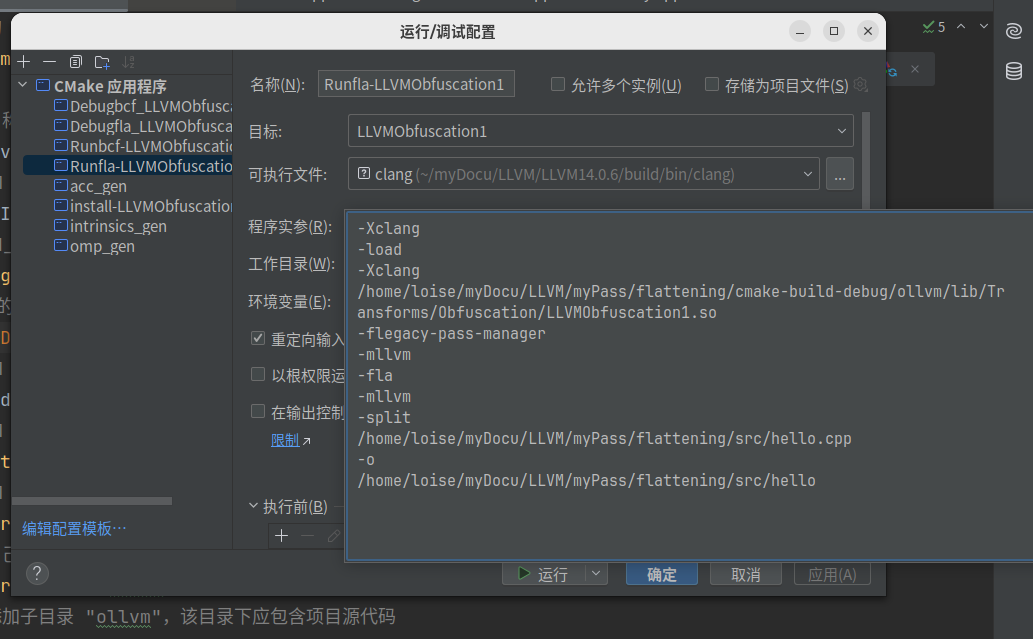 运行/调试配置
5
CMake 应用程序
Debugbcf_LLVMObfusca
Debugfla_LLVMObfusca
Runbcf-LLVMObfuscatio
Runfla-LLVMObfuscatio
acc_gen
install-LLVMObfuscation
intrinsics_gen
omp_gen
编辑配置模板...
名称(N):
Runfla-LLVMObfuscation1
允许多个实例(U)
存储为项目文件(S)
目标:
LLVMObfuscation1
可执行文件:
clang (~/myDocu/LLVM/LLVM14.0.6/build/bin/clang)
...
程序实参(R):
工作目录(W):
环境变量(E):
重定向输入
以根权限运
在输出控制
限制
执行前(B)
-Xclang
-load
-Xclang
/home/loise/myDocu/LLVM/myPass/flattening/cmake-build-debug/ollvm/lib/Tr
ansforms/Obfuscation/LLVMObfuscation1.so
-flegacy-pass-manager
-mllvm
-fla
-mllvm
-split
/home/loise/myDocu/LLVM/myPass/flattening/src/hello.cpp
-o
/home/loise/myDocu/LLVM/myPass/flattening/src/hello
?
运行
确定
取消
应用(A)
加子目录 "ollvm"，该目录下应包含项目源代码